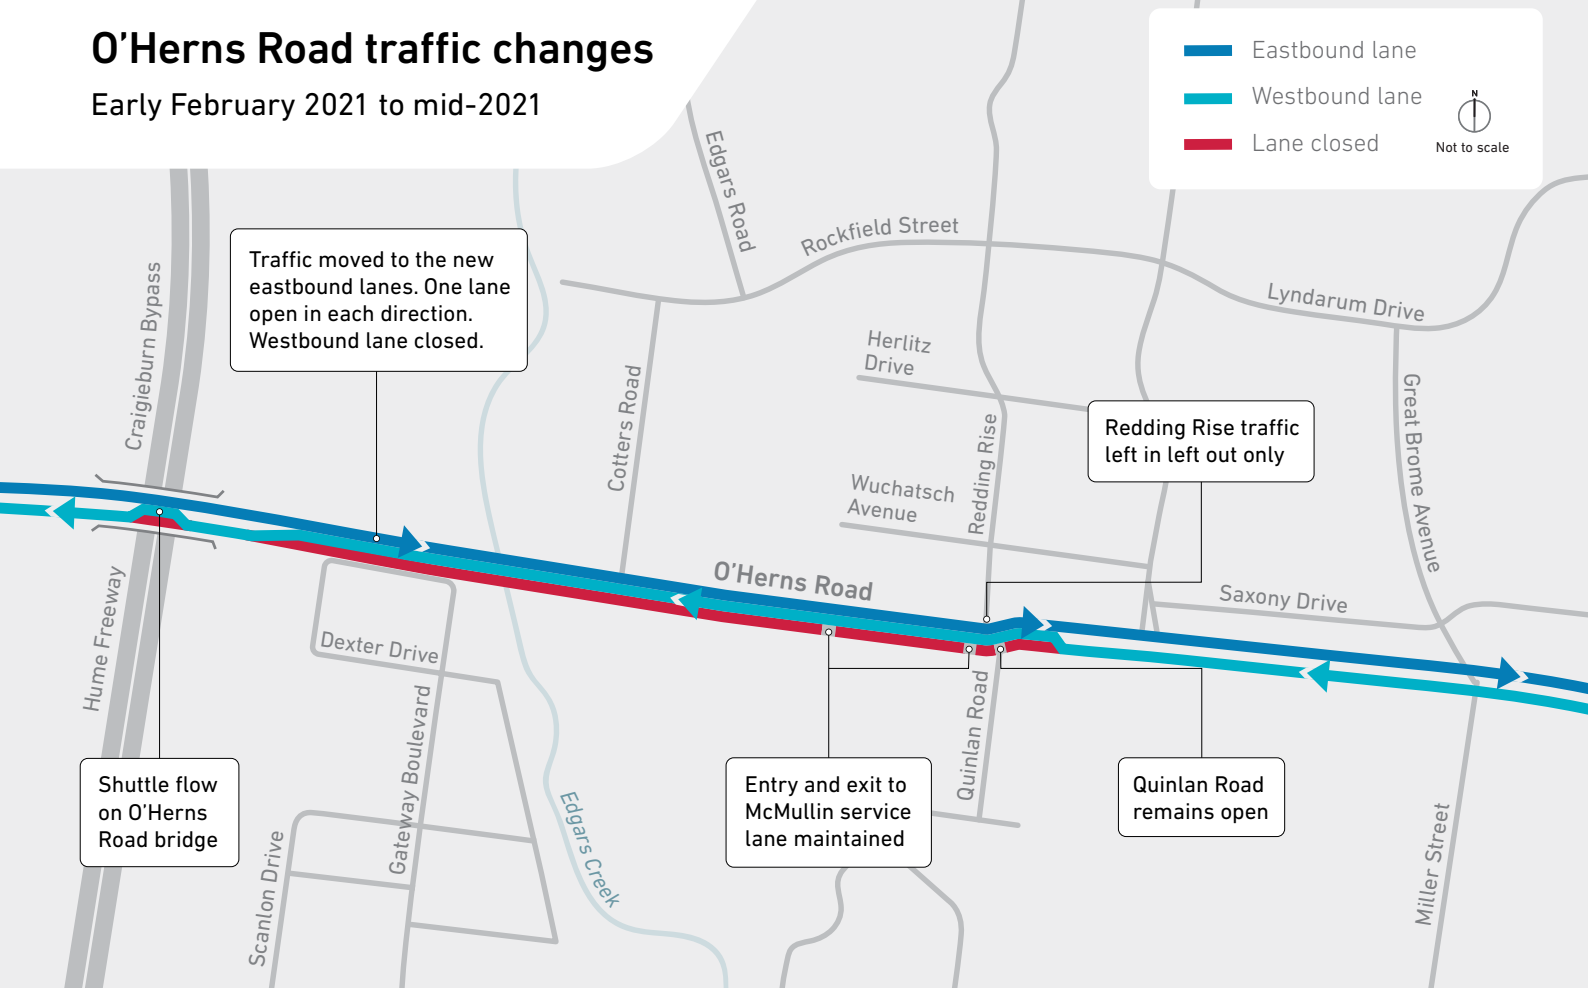 O'Herns Road traffic changes
Early February 2021 to mid-2021
Eastbound lane
Westbound lane
Lane closed
N
Not to scale
Edgars Road
Rockfield Street
Lyndarum Drive
Craigieburn Bypass
Traffic moved to the new
eastbound lanes. One lane
open in each direction.
Westbound lane closed.
Herlitz
Drive
Cotters Road
Redding Rise
Great Brome Avenue
Redding Rise traffic
left in left out only
Wuchatsch
Avenue
O'Herns Road
Saxony Drive
Hume Freeway
Dexter Drive
Gateway Boulevard
Quinlan Road
Shuttle flow
on O'Herns
Road bridge
Entry and exit to
McMullin service
lane maintained
Quinlan Road
remains open
Scanlon Drive
Edgars Creek
Miller Street